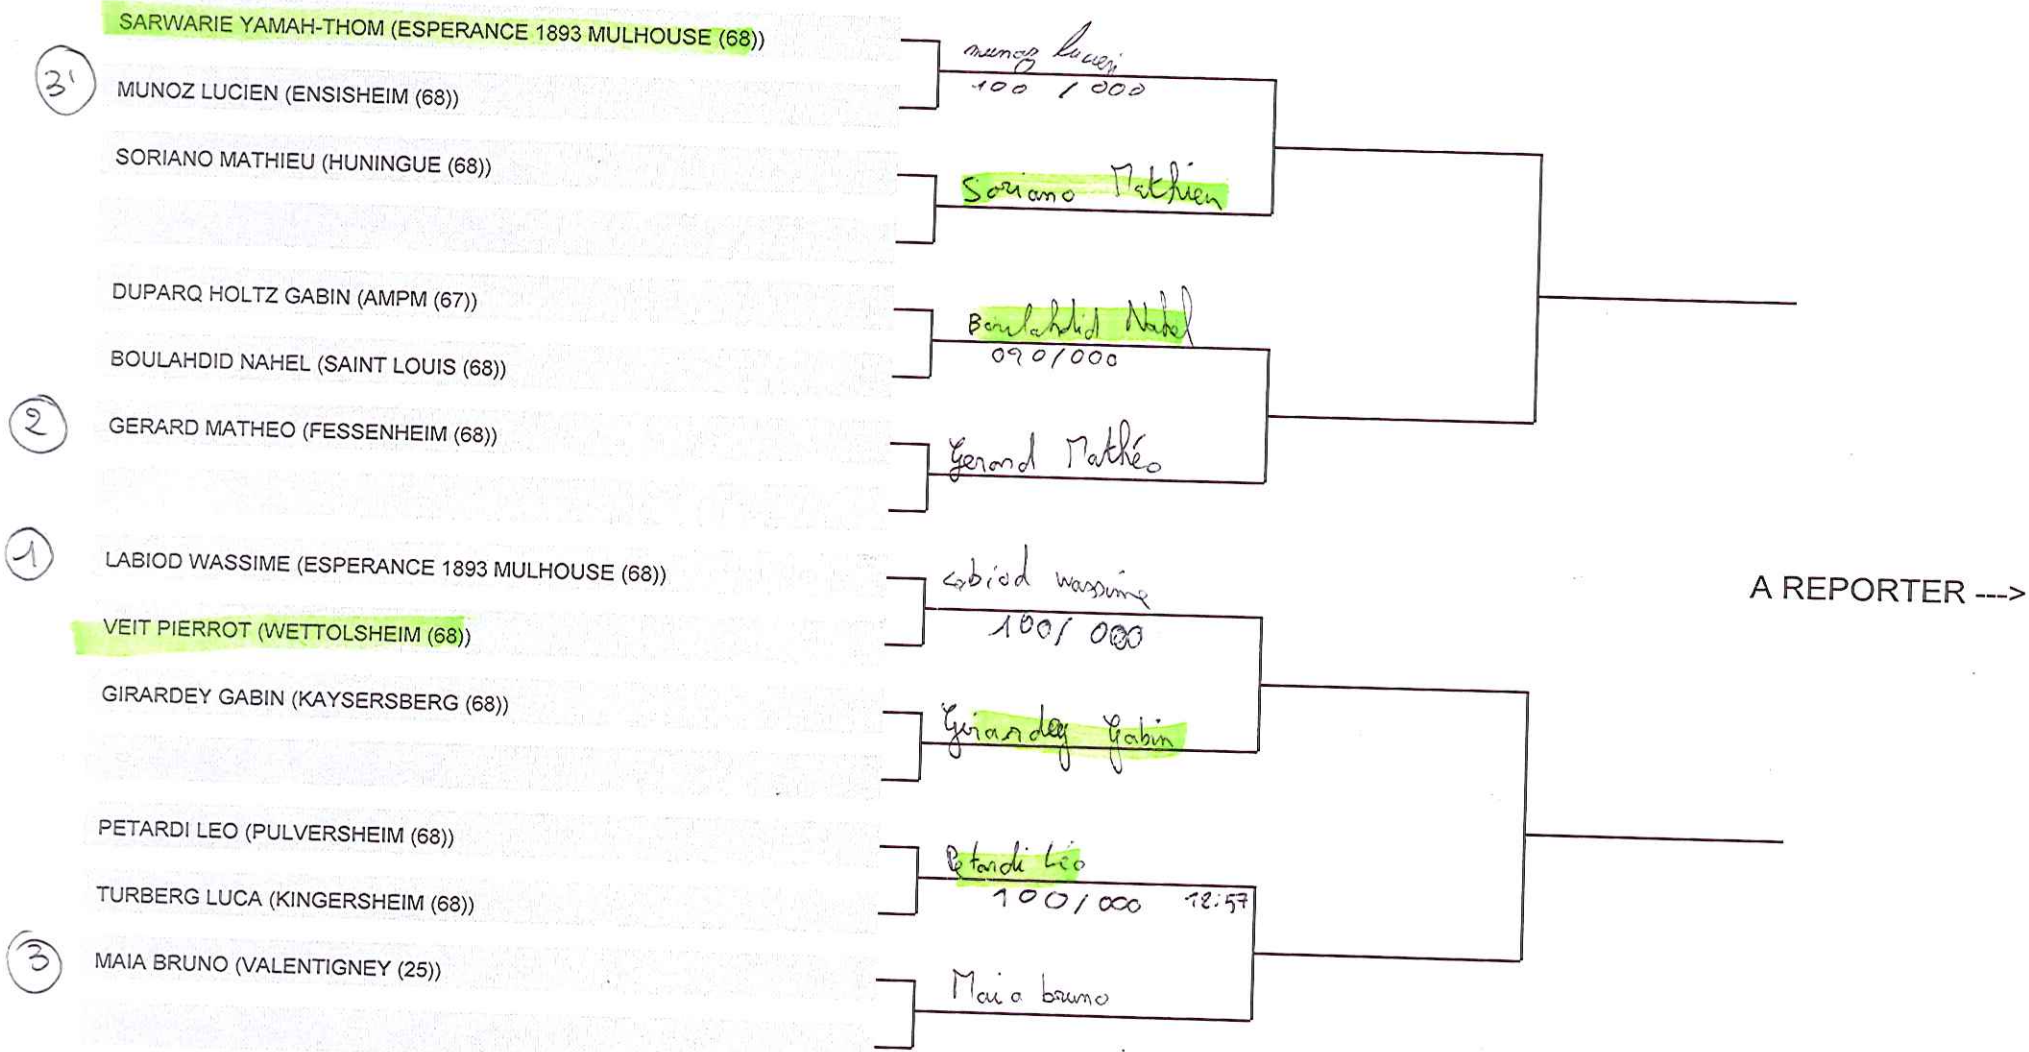 SARWARIE YAMAH-THOM (ESPERANCE 1893 MULHOUSE (68))
munoz lucien
3'
MUNOZ LUCIEN (ENSISHEIM (68))
100 / 000
SORIANO MATHIEU (HUNINGUE (68))
Soriano Mathieu
DUPARQ HOLTZ GABIN (AMPM (67))
Boulahdid Nahel
BOULAHDID NAHEL (SAINT LOUIS (68))
090/000
2
GERARD MATHEO (FESSENHEIM (68))
Gerard Mathéo
1
LABIOD WASSIME (ESPERANCE 1893 MULHOUSE (68))
Labiod wassime
A REPORTER --->
VEIT PIERROT (WETTOLSHEIM (68))
100/ 000
GIRARDEY GABIN (KAYSERSBERG (68))
Girardey Gabin
PETARDI LEO (PULVERSHEIM (68))
Petardi Léo
TURBERG LUCA (KINGERSHEIM (68))
100/000 12:57
3
MAIA BRUNO (VALENTIGNEY (25))
Maia bruno